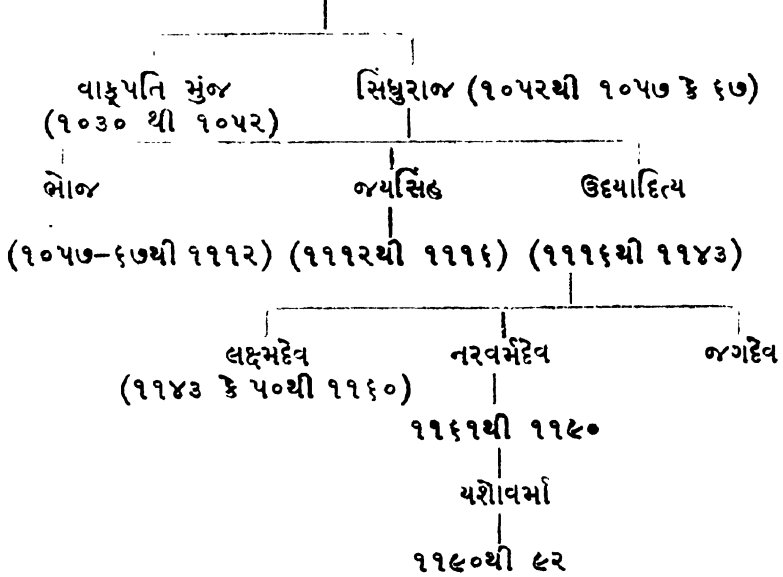 વાક્પતિ મુંજ સિંધુરાજ (૧૦૫૨થી ૧૦૫૭ કે ૬૭)
(૧૦૩૦ થી ૧૦૫૨)
ભોજ જયસિંહ ઉદયાદિત્ય
(૧૦૫૭-૬૭થી ૧૧૧૨) (૧૧૧૨થી ૧૧૧૬) (૧૧૧૬થી ૧૧૪૩)
લક્ષ્મદેવ નરવર્મદેવ જગદેવ
(૧૧૪૩ કે ૫૦થી ૧૧૬૦)
૧૧૬૧થી ૧૧૯૦
યશોવર્મા
૧૧૯૦થી ૯૨